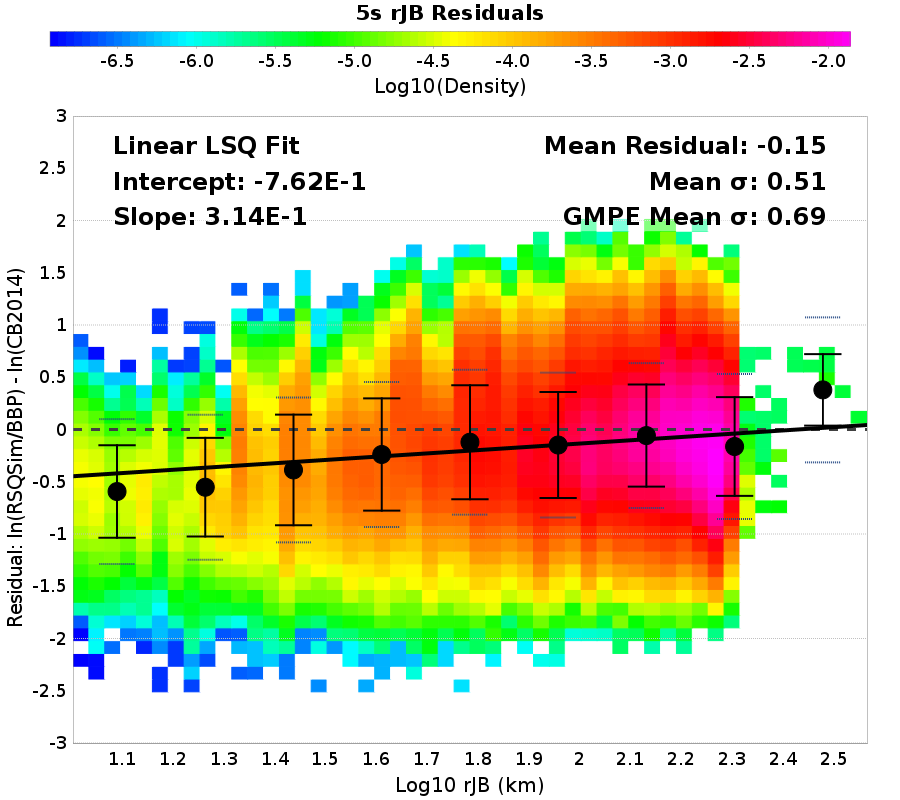 5s rJB Residuals
-6.5 -6.0 -5.5 -5.0 -4.5 -4.0 -3.5 -3.0 -2.5 -2.0
Log10(Density)
Linear LSQ Fit
Intercept: -7.62E-1
Slope: 3.14E-1
Mean Residual: -0.15
Mean σ: 0.51
GMPE Mean σ: 0.69
Residual: ln(RSQSim/BBP) - ln(CB2014)
3
2.5
2
1.5
1
0.5
0
-0.5
-1
-1.5
-2
-2.5
-3
1.1 1.2 1.3 1.4 1.5 1.6 1.7 1.8 1.9 2 2.1 2.2 2.3 2.4 2.5
Log10 rJB (km)